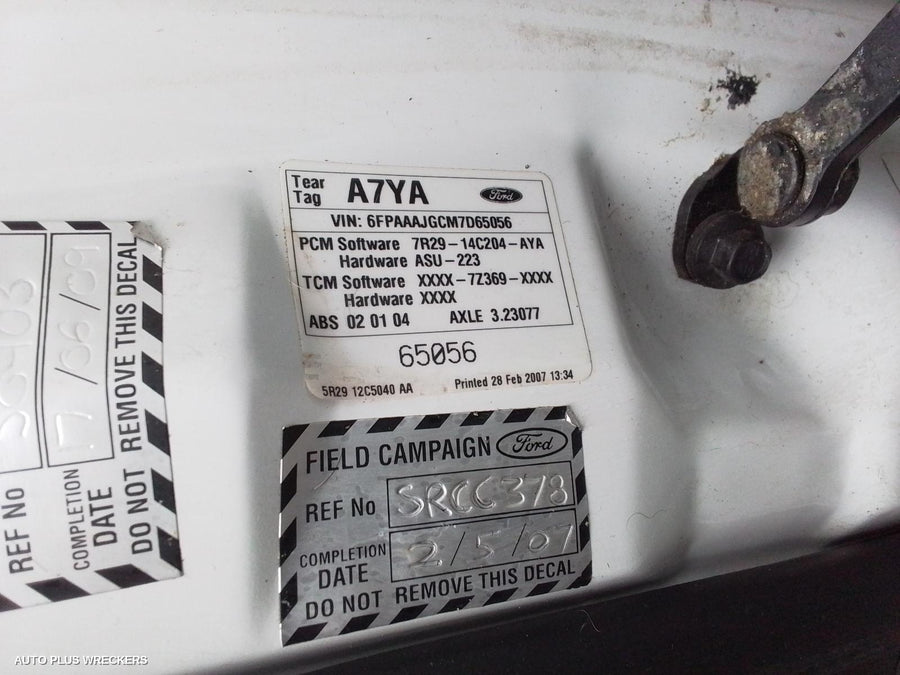 Tear Tag A7YA Ford
VIN: 6FPAAAJGCM7D65056
PCM Software 7R29-14C204-AYA
Hardware ASU-223
TCM Software XXXX-7Z369-XXXX
Hardware XXXX
ABS 02 01 04 AXLE 3.23077
65056
5R29 12C5040 AA Printed 28 Feb 2007 13:34
FIELD CAMPAIGN Ford
REF No SRCC378
COMPLETION DATE 2/5/07
DO NOT REMOVE THIS DECAL
REF No
COMPLETION DATE 17/06/09
DO NOT REMOVE THIS DECAL
AUTO PLUS WRECKERS